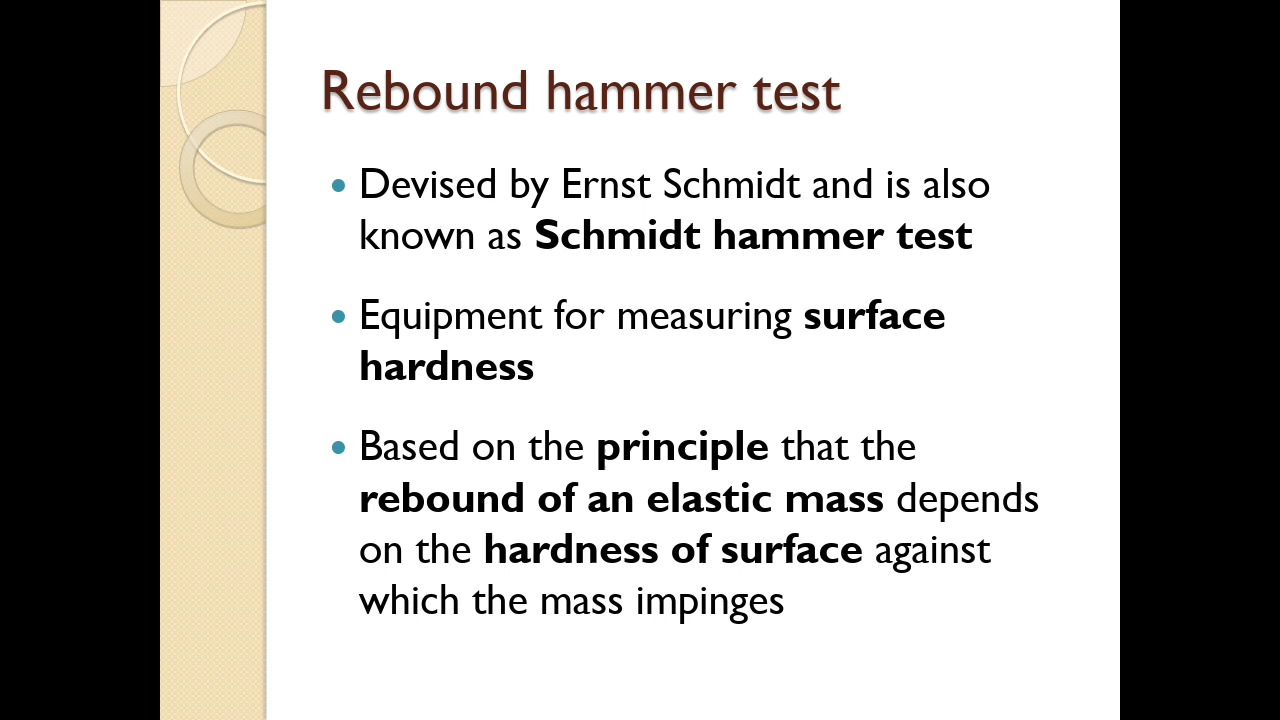 Rebound hammer test
• Devised by Ernst Schmidt and is also
known as Schmidt hammer test
• Equipment for measuring surface
hardness
• Based on the principle that the
rebound of an elastic mass depends
on the hardness of surface against
which the mass impinges